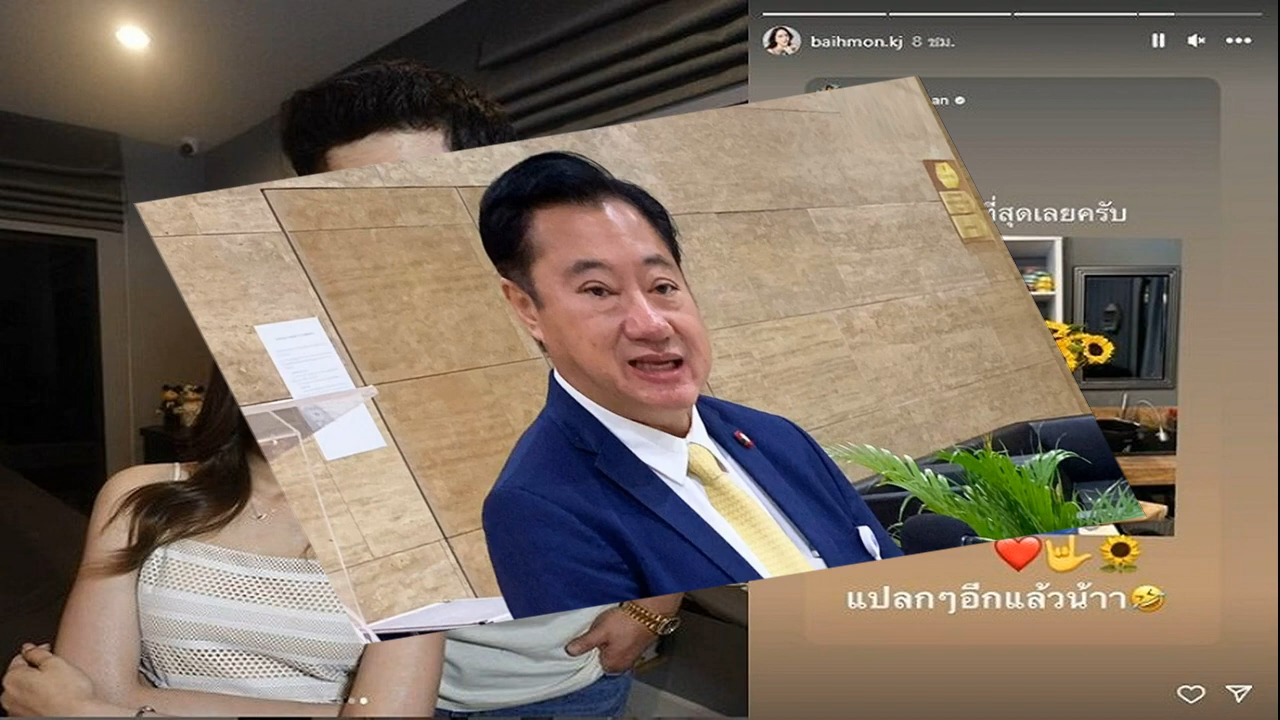 baihmon.kj 8 ชม.
an
ที่สุดเลยครับ
แปลกๆอีกแล้วน้าา